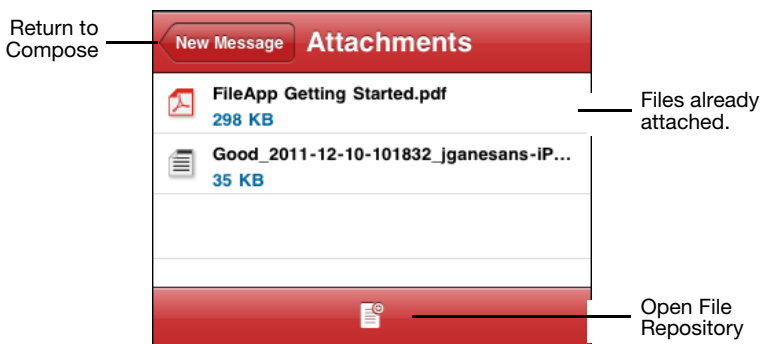 Return to
Compose
New Message
Attachments
FileApp Getting Started.pdf
298 KB
Files already
attached.
Good_2011-12-10-101832_jganesans-iP...
35 KB
Open File
Repository